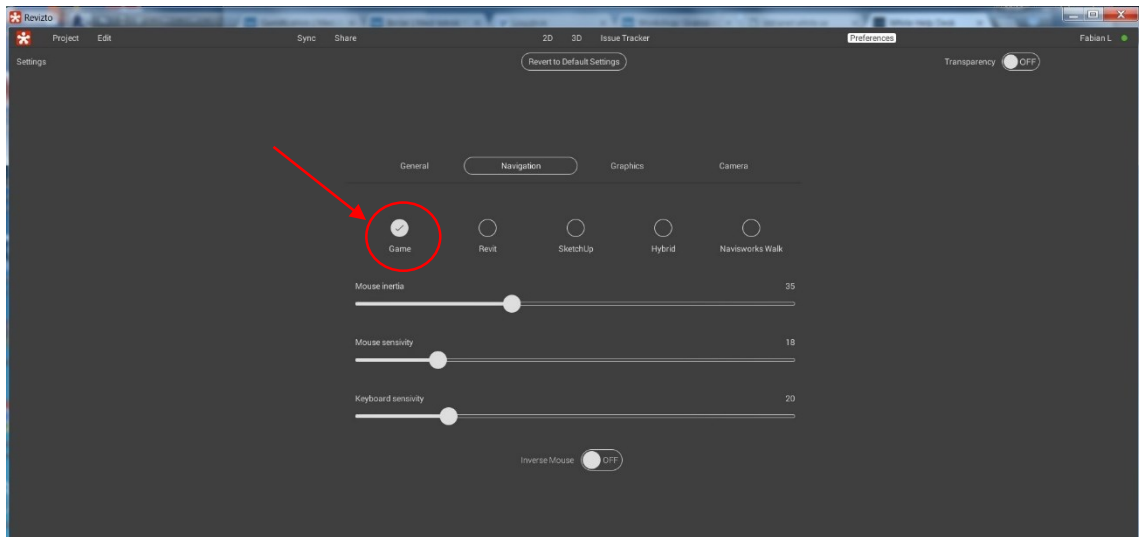 Revizto
Project Edit Sync Share 2D 3D Issue Tracker Preferences Fabian L
Settings Revert to Default Settings Transparency OFF
General Navigation Graphics Camera
Game Revit SketchUp Hybrid Navisworks Walk
Mouse inertia 35
Mouse sensivity 18
Keyboard sensivity 20
Inverse Mouse OFF